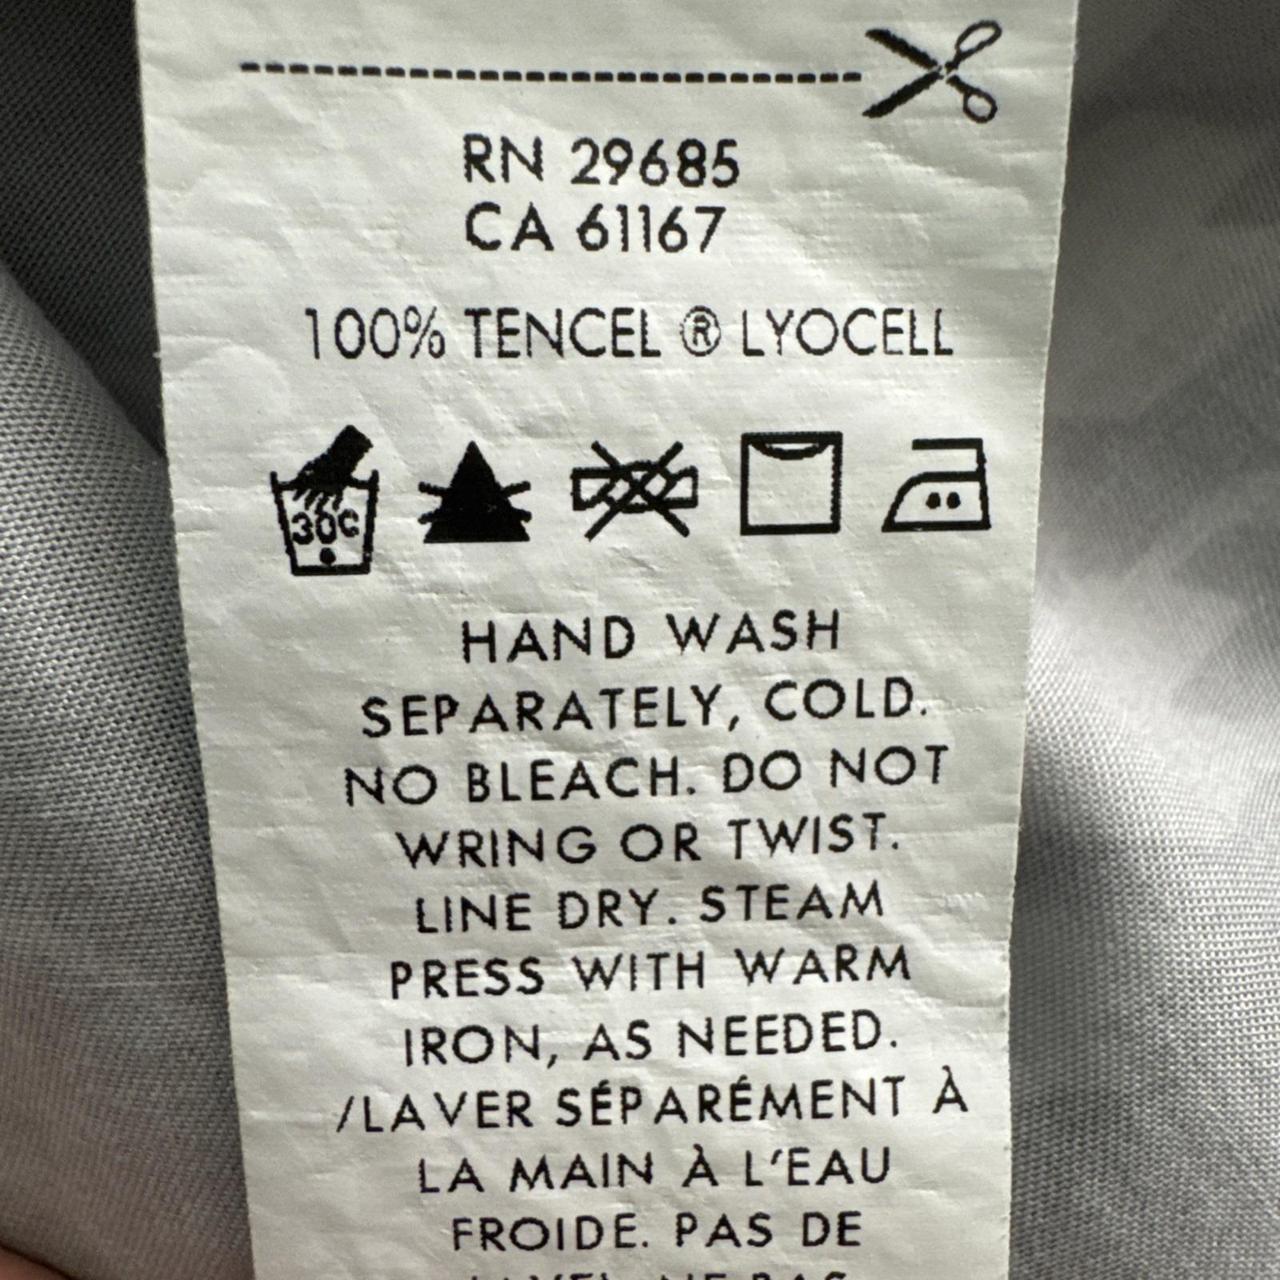 RN 29685
CA 61167
100% TENCEL ® LYOCELL
30C
HAND WASH
SEPARATELY, COLD.
NO BLEACH. DO NOT
WRING OR TWIST.
LINE DRY. STEAM
PRESS WITH WARM
IRON, AS NEEDED.
/LAVER SÉPARÉMENT À
LA MAIN À L'EAU
FROIDE. PAS DE